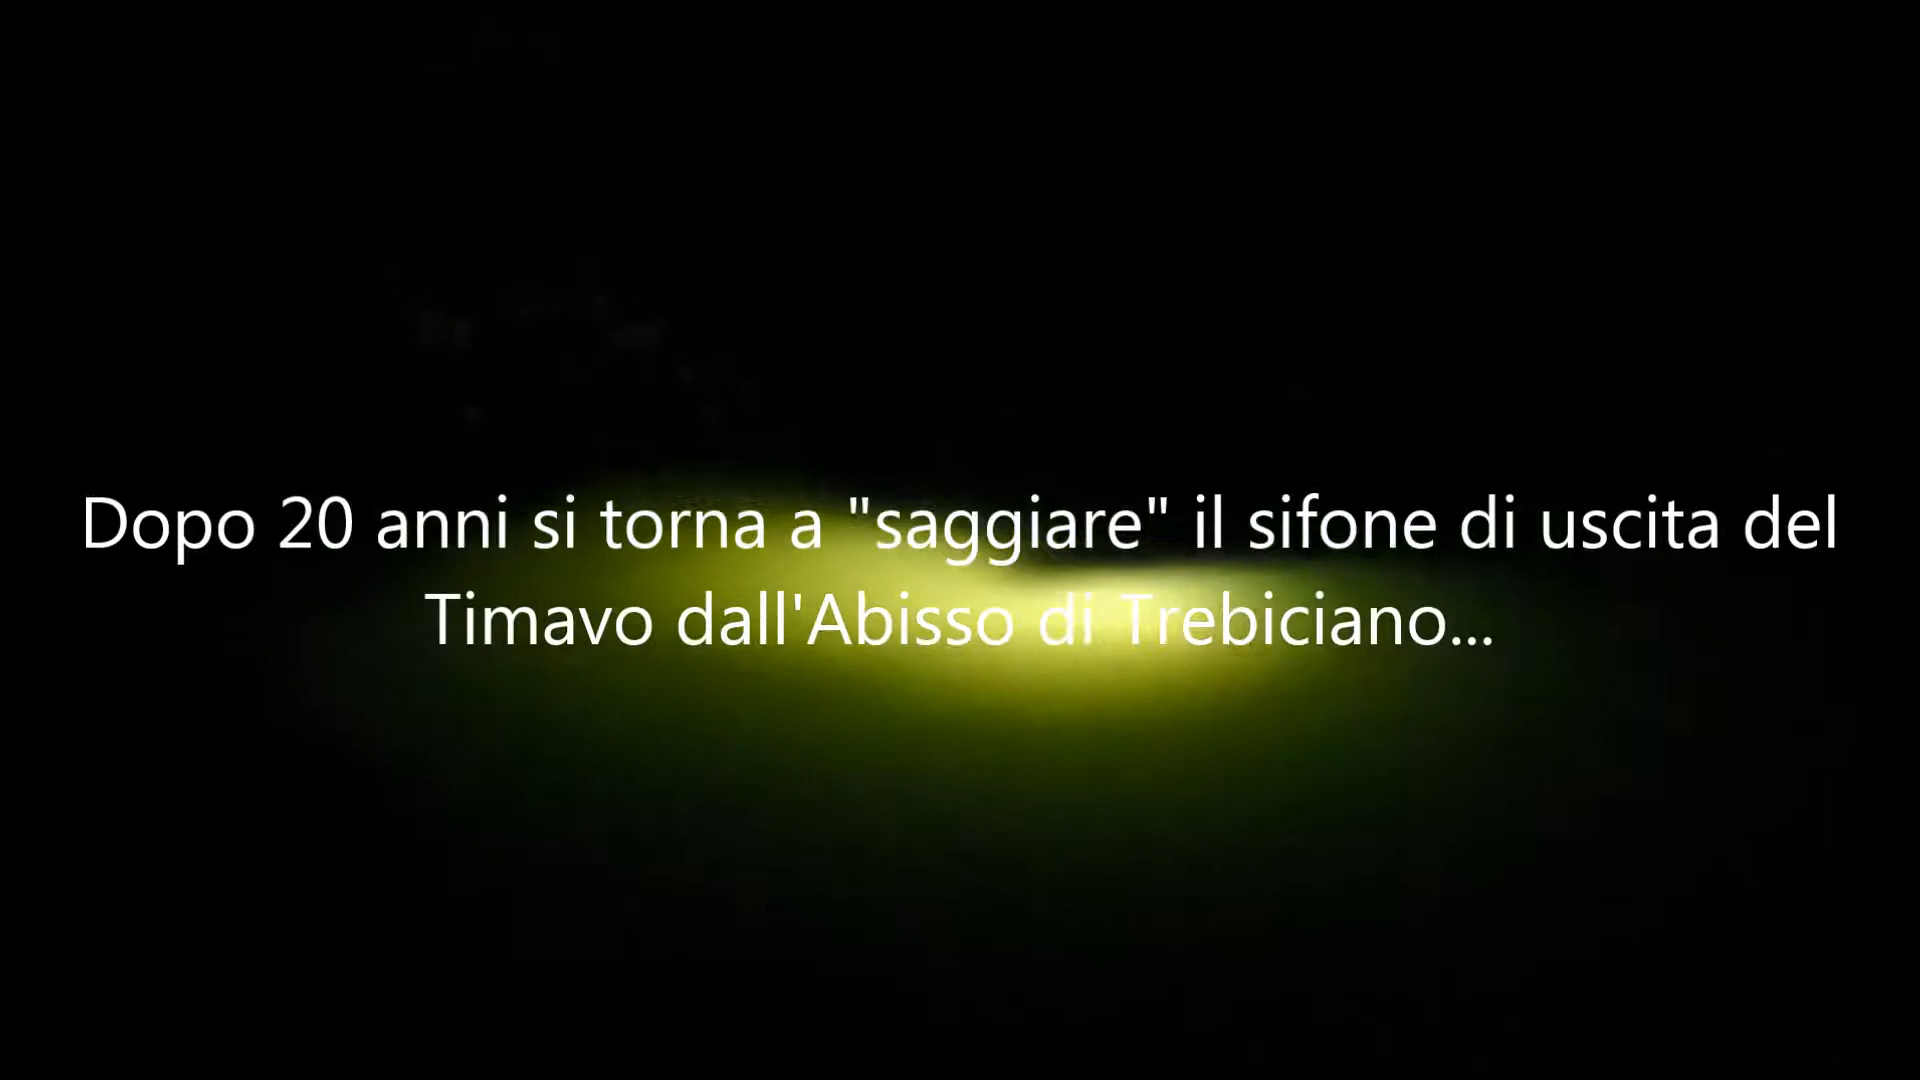 Dopo 20 anni si torna a "saggiare" il sifone di uscita del
Timavo dall'Abisso di Trebiciano...